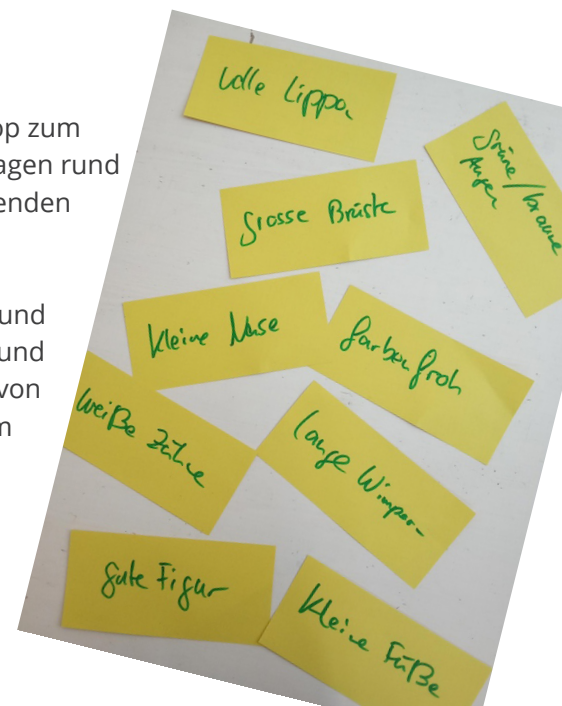 op zum
agen rund
enden
und
und
von
m
Volle Lippen
Grüne/braune
Augen
Grosse Brüste
Kleine Nase
farbenfroh
weiße Zähne
lange Wimpern
gute Figur
Kleine Füße